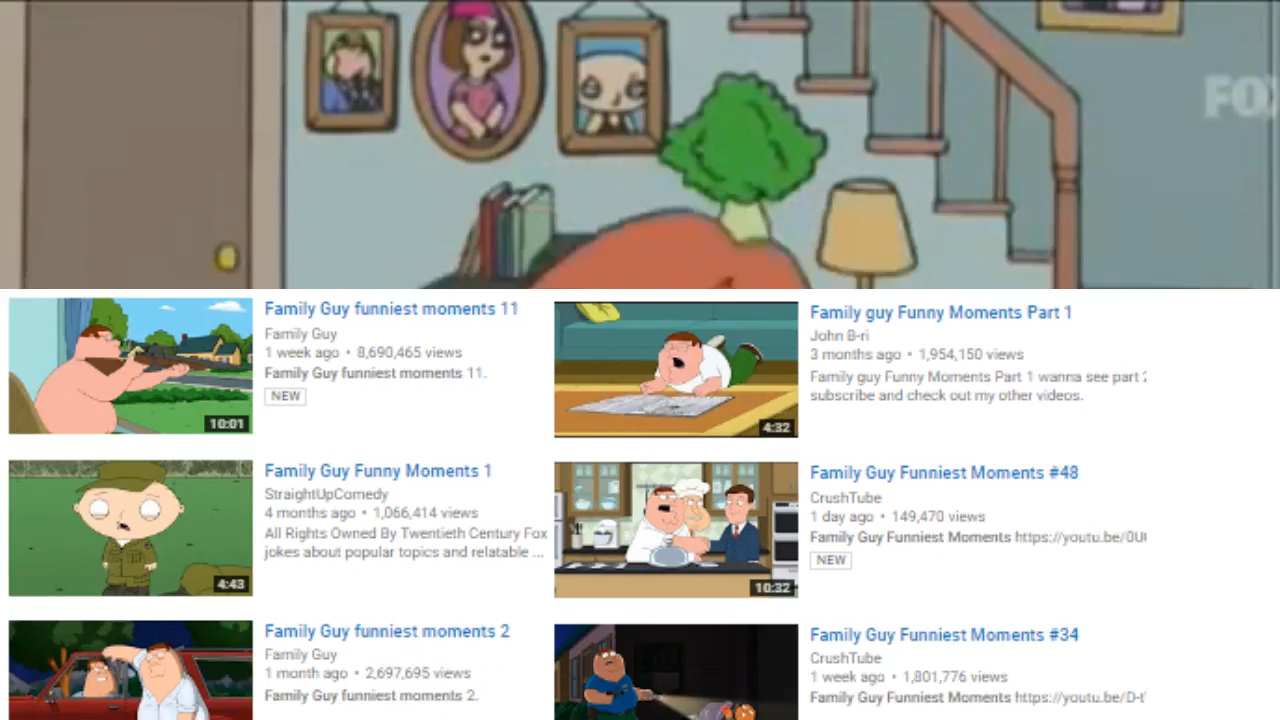 FOX
Family Guy funniest moments 11
Family Guy
1 week ago • 8,690,465 views
Family Guy funniest moments 11.
NEW
10:01
Family guy Funny Moments Part 1
John B-ri
3 months ago • 1,954,150 views
Family guy Funny Moments Part 1 wanna see part
subscribe and check out my other videos.
4:32
Family Guy Funny Moments 1
StraightUpComedy
4 months ago • 1,066,414 views
All Rights Owned By Twentieth Century Fox
jokes about popular topics and relatable ...
4:43
Family Guy Funniest Moments #48
CrushTube
1 day ago • 149,470 views
Family Guy Funniest Moments https://youtu.be/0U
NEW
10:32
Family Guy funniest moments 2
Family Guy
1 month ago • 2,697,695 views
Family Guy funniest moments 2.
Family Guy Funniest Moments #34
CrushTube
1 week ago • 1,801,776 views
Family Guy Funniest Moments https://youtu.be/D-t